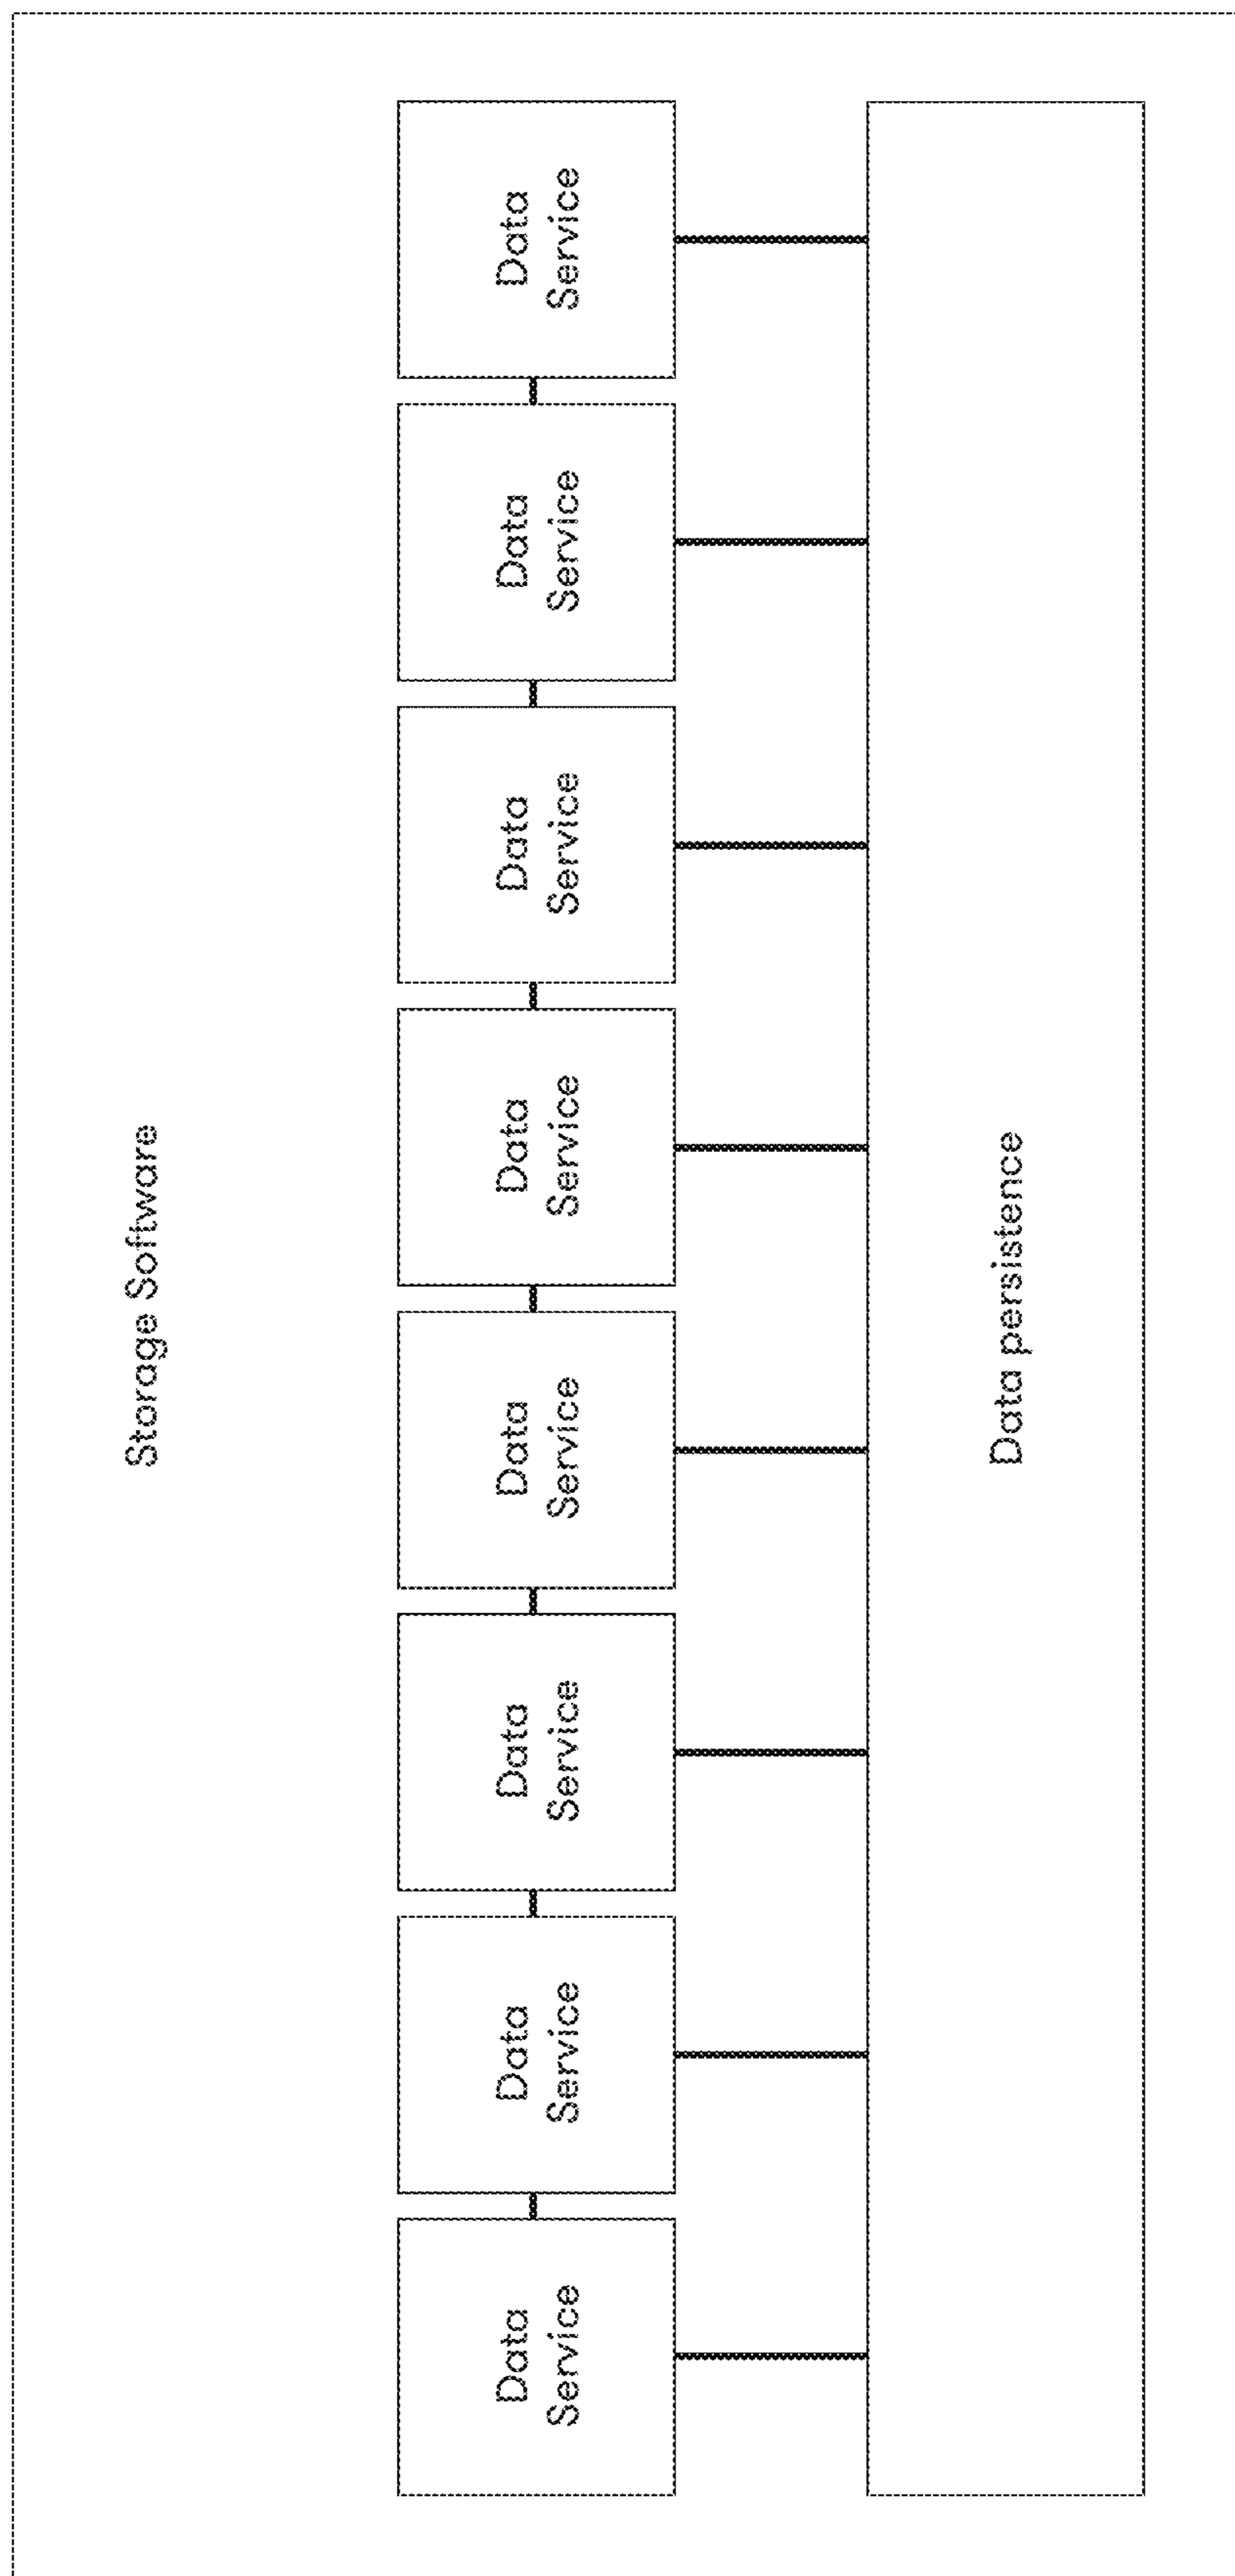 Storage Software
Data
Service
Data
Service
Data
Service
Data
Service
Data
Service
Data
Service
Data
Service
Data
Service
Data persistence